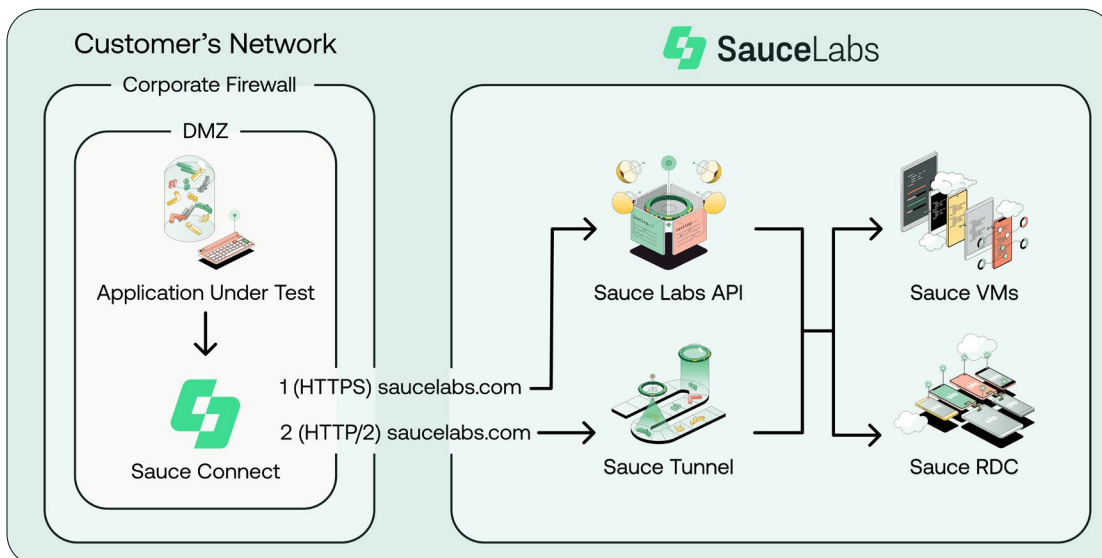 Customer's Network
SauceLabs
Corporate Firewall
DMZ
Application Under Test
Sauce Connect
1 (HTTPS) saucelabs.com
2 (HTTP/2) saucelabs.com
Sauce Labs API
Sauce VMs
Sauce Tunnel
Sauce RDC